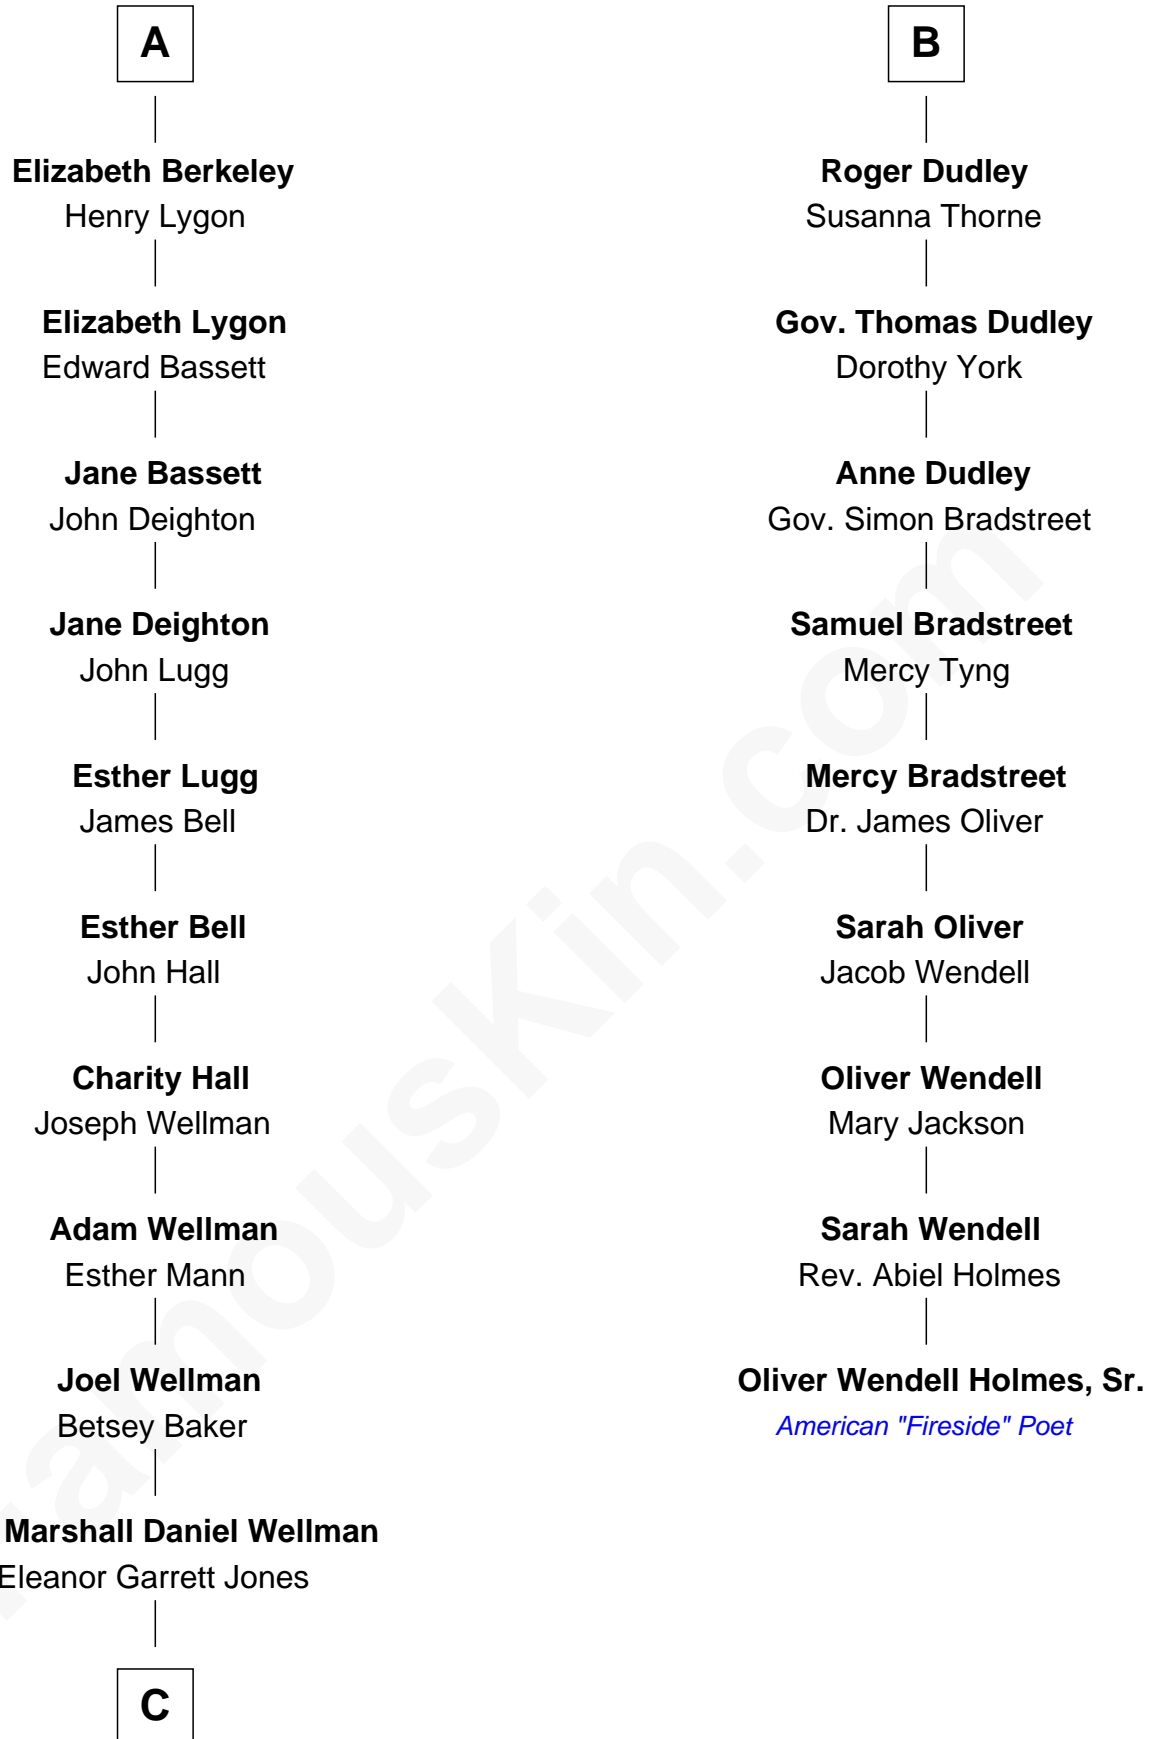 A
Elizabeth Berkeley
Henry Lygon
Elizabeth Lygon
Edward Bassett
Jane Bassett
John Deighton
Jane Deighton
John Lugg
Esther Lugg
James Bell
Esther Bell
John Hall
Charity Hall
Joseph Wellman
Adam Wellman
Esther Mann
Joel Wellman
Betsey Baker
Marshall Daniel Wellman
Eleanor Garrett Jones
C
B
Roger Dudley
Susanna Thorne
Gov. Thomas Dudley
Dorothy York
Anne Dudley
Gov. Simon Bradstreet
Samuel Bradstreet
Mercy Tyng
Mercy Bradstreet
Dr. James Oliver
Sarah Oliver
Jacob Wendell
Oliver Wendell
Mary Jackson
Sarah Wendell
Rev. Abiel Holmes
Oliver Wendell Holmes, Sr.
American "Fireside" Poet
FamousKin.com